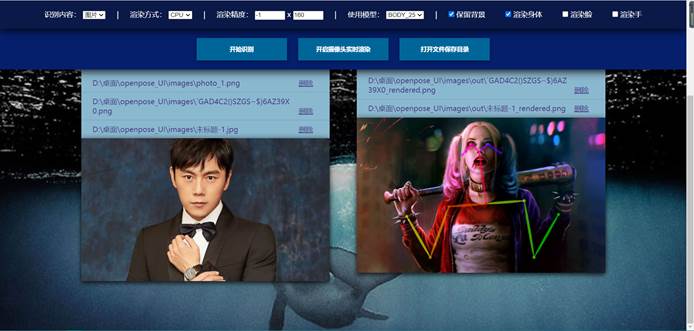 识别内容: 图片 | 渲染方式: CPU | 渲染精度: -1 x 160 | 使用模型: BODY_25 | 保留背景 渲染身体 渲染脸 渲染手
开始识别 开启摄像头实时渲染 打开文件保存目录
D:\桌面\openpose_UI\images\photo_1.png 删除
D:\桌面\openpose_UI\images\`GAD4C2()SZGS~$}6AZ39X
0.png 删除
D:\桌面\openpose_UI\images\未标题-1.jpg 删除
D:\桌面\openpose_UI\images\out\`GAD4C2()SZGS~$}6AZ
39X0_rendered.png 删除
D:\桌面\openpose_UI\images\out\未标题-1_rendered.png 删除